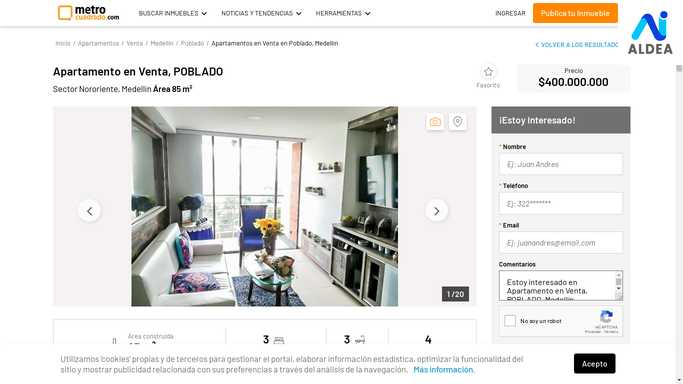 metro
cuadrado.com
BUSCAR INMUEBLES
NOTICIAS Y TENDENCIAS
HERRAMIENTAS
INGRESAR
Publica tu Inmueble
AI
ALDEA
Inicio / Apartamentos / Venta / Medellín / Poblado / Apartamentos en Venta en Poblado, Medellín
< VOLVER A LOS RESULTADO
Apartamento en Venta, POBLADO
Sector Nororiente, Medellín Área 85 m²
Favorito
Precio
$400.000.000
1 / 20
¡Estoy Interesado!
* Nombre
Ej: Juan Andres
* Teléfono
Ej: 322*******
* Email
Ej: juanandres@email.com
Comentarios
Estoy interesado en
Apartamento en Venta,
POBLADO, Medellín
No soy un robot
reCAPTCHA
Privacidad - Términos
Área construida
3
3
4
Utilizamos 'cookies' propias y de terceros para gestionar el portal, elaborar información estadística, optimizar la funcionalidad del
sitio y mostrar publicidad relacionada con sus preferencias a través del análisis de la navegación. Más información.
Acepto